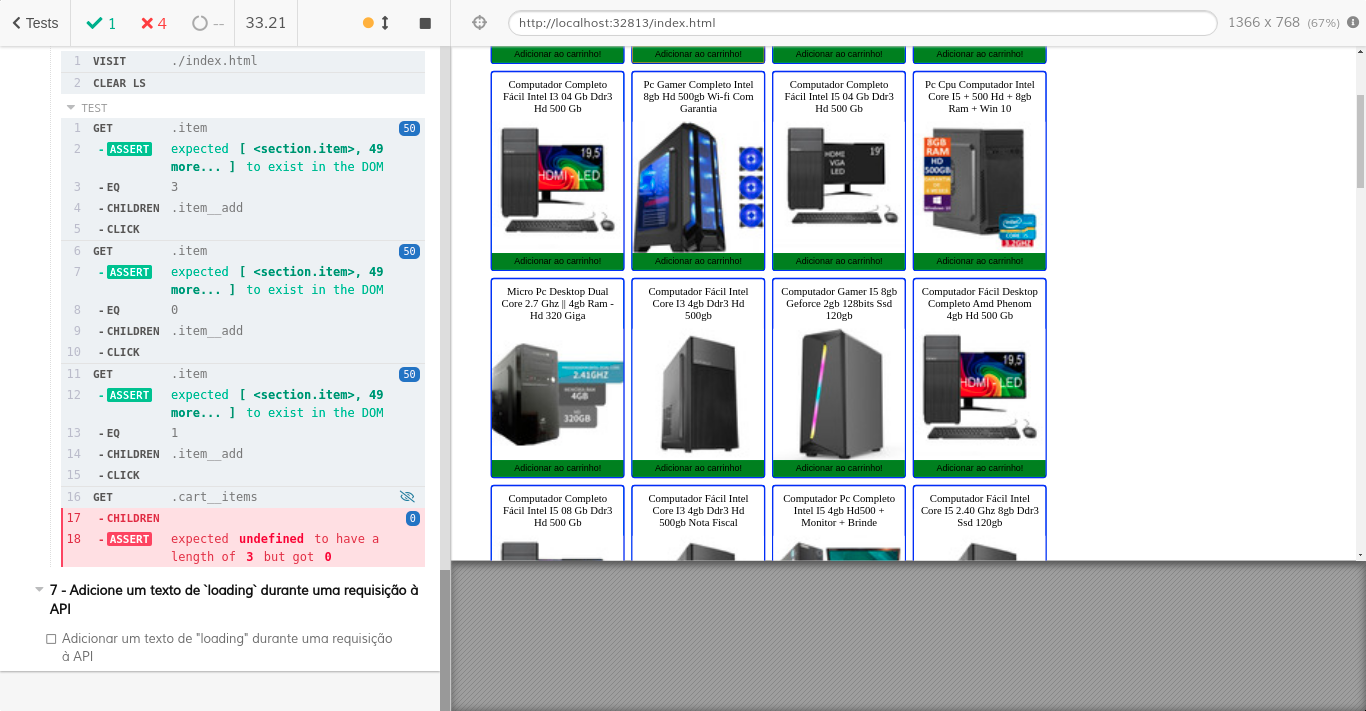 Tests
1
4
--
33.21
http://localhost:32813/index.html
1366 x 768 (67%)
1 VISIT ./index.html
2 CLEAR LS
TEST
1 GET .item 50
2 -ASSERT expected [ <section.item>, 49
more... ] to exist in the DOM
3 -EQ 3
4 -CHILDREN .item__add
5 -CLICK
6 GET .item 50
7 -ASSERT expected [ <section.item>, 49
more... ] to exist in the DOM
8 -EQ 0
9 -CHILDREN .item__add
10 -CLICK
11 GET .item 50
12 -ASSERT expected [ <section.item>, 49
more... ] to exist in the DOM
13 -EQ 1
14 -CHILDREN .item__add
15 -CLICK
16 GET .cart__items
17 -CHILDREN 0
18 -ASSERT expected undefined to have a
length of 3 but got 0
7 - Adicione um texto de `loading` durante uma requisição à
API
Adicionar um texto de "loading" durante uma requisição
à API
Adicionar ao carrinho!
Adicionar ao carrinho!
Adicionar ao carrinho!
Adicionar ao carrinho!
Computador Completo
Fácil Intel I3 04 Gb Ddr3
Hd 500 Gb
19,5"
HDMI - LED
Adicionar ao carrinho!
Pc Gamer Completo Intel
8gb Hd 500gb Wi-fi Com
Garantia
Adicionar ao carrinho!
Computador Completo
Fácil Intel I5 04 Gb Ddr3
Hd 500 Gb
HDMI 19"
VGA
LED
Adicionar ao carrinho!
Pc Cpu Computador Intel
Core I5 + 500 Hd + 8gb
Ram + Win 10
8GB
RAM
HD
500GB
Windows 10
intel
CORE i5
3.2GHZ
Adicionar ao carrinho!
Micro Pc Desktop Dual
Core 2.7 Ghz || 4gb Ram -
Hd 320 Giga
2.41GHZ
4GB
HD
320GB
Adicionar ao carrinho!
Computador Fácil Intel
Core I3 4gb Ddr3 Hd
500gb
Adicionar ao carrinho!
Computador Gamer I5 8gb
Geforce 2gb 128bits Ssd
120gb
Adicionar ao carrinho!
Computador Fácil Desktop
Completo Amd Phenom
4gb Hd 500 Gb
19,5"
HDMI - LED
Adicionar ao carrinho!
Computador Completo
Fácil Intel I5 08 Gb Ddr3
Hd 500 Gb
Computador Fácil Intel
Core I3 4gb Ddr3 Hd
500gb Nota Fiscal
Computador Pc Completo
Intel I5 4gb Hd500 +
Monitor + Brinde
Computador Fácil Intel
Core I5 2.40 Ghz 8gb Ddr3
Ssd 120gb